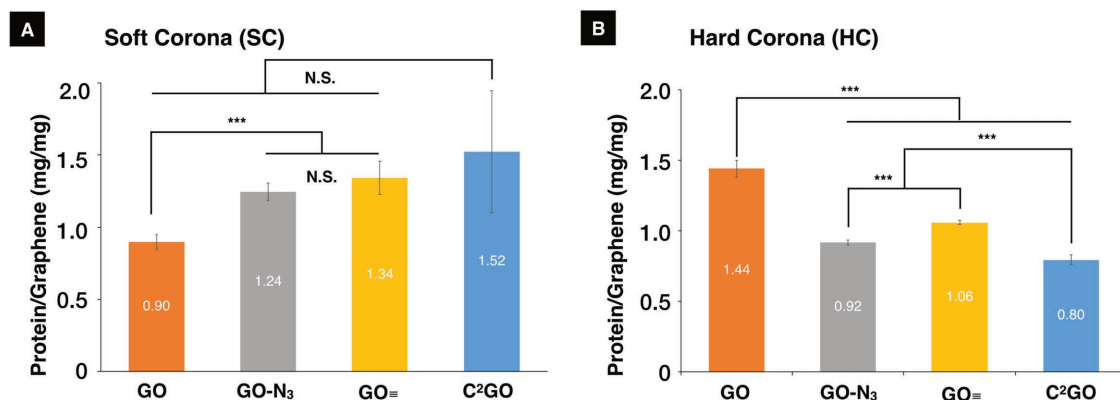 A
Soft Corona (SC)
Protein/Graphene (mg/mg)
2.0
1.5
1.0
0.5
0
N.S.
***
N.S.
0.90
1.24
1.34
1.52
GO
GO-N₃
GO≡
C²GO
B
Hard Corona (HC)
Protein/Graphene (mg/mg)
2.0
1.5
1.0
0.5
0
***
***
***
1.44
0.92
1.06
0.80
GO
GO-N₃
GO≡
C²GO